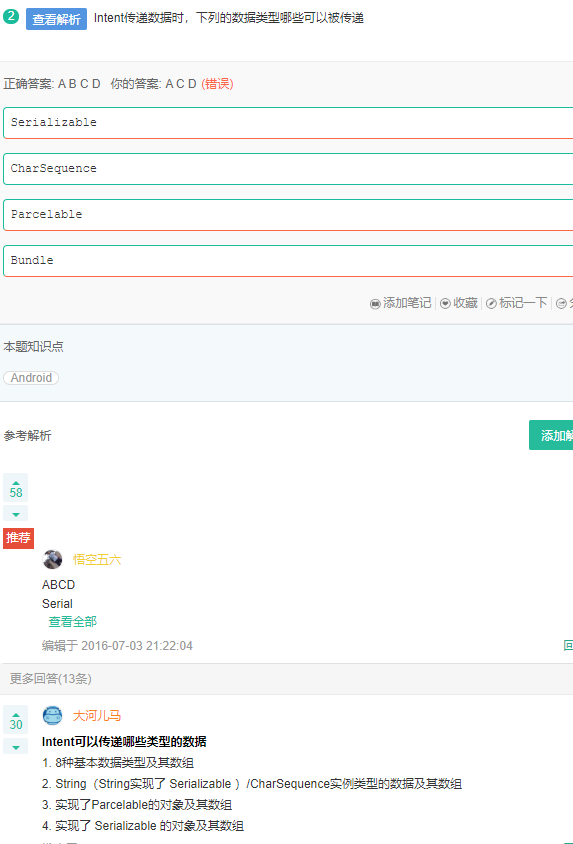 2 查看解析 Intent传递数据时，下列的数据类型哪些可以被传递
正确答案: A B C D 你的答案: A C D (错误)
Serializable
CharSequence
Parcelable
Bundle
添加笔记 收藏 标记一下
本题知识点
Android
参考解析 添加解
58
推荐
悟空五六
ABCD
Serial
查看全部
编辑于 2016-07-03 21:22:04 回
更多回答(13条)
30 大河儿马
Intent可以传递哪些类型的数据
1. 8种基本数据类型及其数组
2. String（String实现了 Serializable ）/CharSequence实例类型的数据及其数组
3. 实现了Parcelable的对象及其数组
4. 实现了 Serializable 的对象及其数组